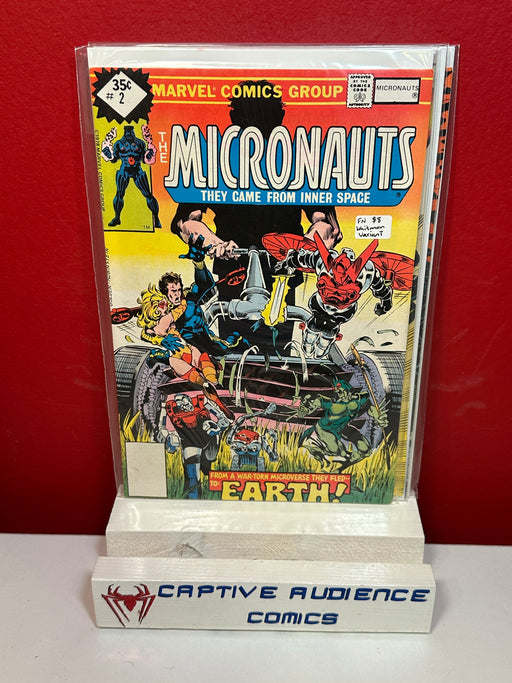 35¢
# 2
MARVEL COMICS GROUP
APPROVED BY THE COMICS CODE AUTHORITY
MICRONAUTS
®
THE
MICRONAUTS
®
THEY CAME FROM INNER SPACE
TM
FN $8
Whitman
Variant
FROM A WAR-TORN MICROVERSE THEY FLED--
TO-
EARTH!
CAPTIVE AUDIENCE
COMICS